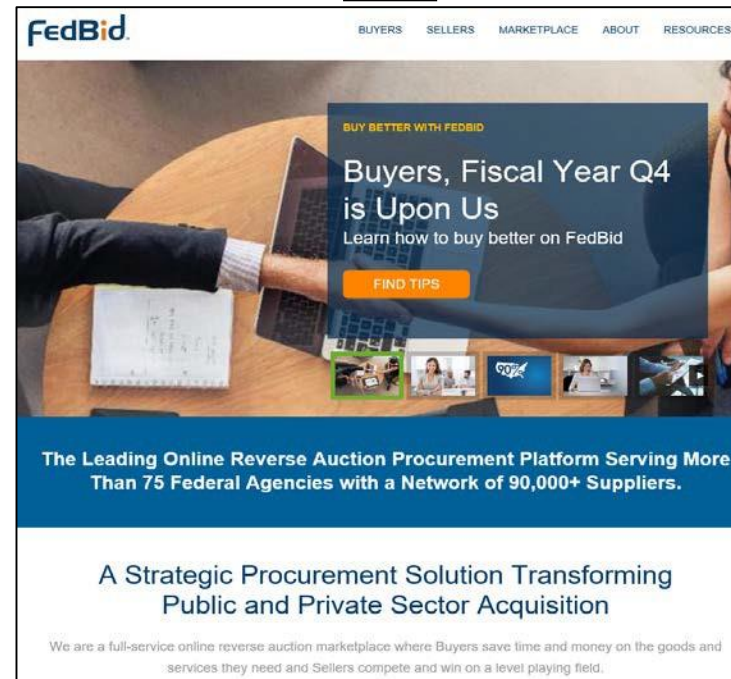 FedBid
BUYERS SELLERS MARKETPLACE ABOUT RESOURCES
BUY BETTER WITH FEDBID
Buyers, Fiscal Year Q4
is Upon Us
Learn how to buy better on FedBid
FIND TIPS
90%
The Leading Online Reverse Auction Procurement Platform Serving More
Than 75 Federal Agencies with a Network of 90,000+ Suppliers.
A Strategic Procurement Solution Transforming
Public and Private Sector Acquisition
We are a full-service online reverse auction marketplace where Buyers save time and money on the goods and
services they need and Sellers compete and win on a level playing field.